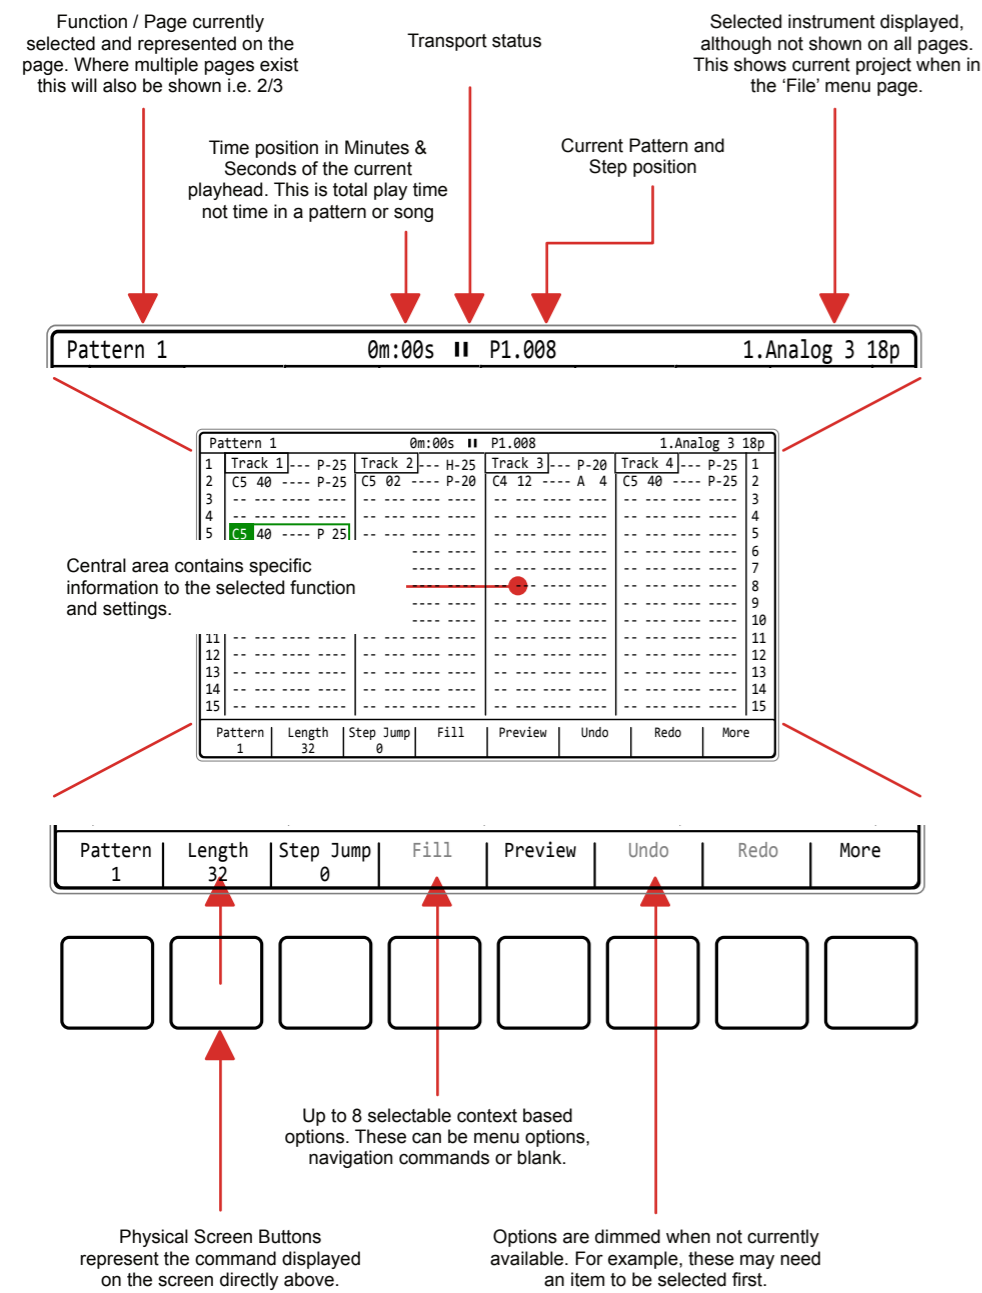 Function / Page currently
selected and represented on the
page. Where multiple pages exist
this will also be shown i.e. 2/3
Transport status
Selected instrument displayed,
although not shown on all pages.
This shows current project when in
the ‘File’ menu page.
Time position in Minutes &
Seconds of the current
playhead. This is total play time
not time in a pattern or song
Current Pattern and
Step position
Pattern 1 0m:00s P1.008 1.Analog 3 18p
Pattern 1 0m:00s P1.008 1.Analog 3 18p
1 Track 1 --- P-25 Track 2 --- H-25 Track 3 --- P-20 Track 4 --- P-25 1
2 C5 40 ---- P-25 C5 02 ---- P-20 C4 12 ---- A 4 C5 40 ---- P-25 2
3 -- --- ---- ---- -- --- ---- ---- -- --- ---- ---- -- --- ---- ---- 3
4 -- --- ---- ---- -- --- ---- ---- -- --- ---- ---- -- --- ---- ---- 4
5 C5 40 ---- P 25 -- --- ---- ---- -- --- ---- ---- -- --- ---- ---- 5
---- ---- -- --- ---- ---- -- --- ---- ---- 6
---- ---- -- --- ---- ---- -- --- ---- ---- 7
---- ---- -- --- ---- ---- -- --- ---- ---- 8
---- ---- -- --- ---- ---- -- --- ---- ---- 9
---- ---- -- --- ---- ---- -- --- ---- ---- 10
Central area contains specific
information to the selected function
and settings.
11 -- --- ---- ---- -- --- ---- ---- -- --- ---- ---- -- --- ---- ---- 11
12 -- --- ---- ---- -- --- ---- ---- -- --- ---- ---- -- --- ---- ---- 12
13 -- --- ---- ---- -- --- ---- ---- -- --- ---- ---- -- --- ---- ---- 13
14 -- --- ---- ---- -- --- ---- ---- -- --- ---- ---- -- --- ---- ---- 14
15 -- --- ---- ---- -- --- ---- ---- -- --- ---- ---- -- --- ---- ---- 15
Pattern Length Step Jump Fill Preview Undo Redo More
1 32 0
Pattern Length Step Jump Fill Preview Undo Redo More
1 32 0
Up to 8 selectable context based
options. These can be menu options,
navigation commands or blank.
Physical Screen Buttons
represent the command displayed
on the screen directly above.
Options are dimmed when not currently
available. For example, these may need
an item to be selected first.